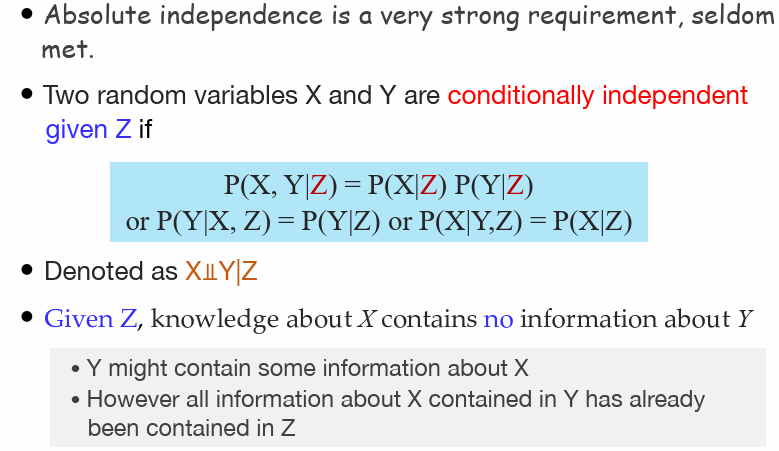 • Absolute independence is a very strong requirement, seldom
met.
• Two random variables X and Y are conditionally independent
given Z if
P(X, Y|Z) = P(X|Z) P(Y|Z)
or P(Y|X, Z) = P(Y|Z) or P(X|Y,Z) = P(X|Z)
• Denoted as X⫫Y|Z
• Given Z, knowledge about X contains no information about Y
• Y might contain some information about X
• However all information about X contained in Y has already
been contained in Z